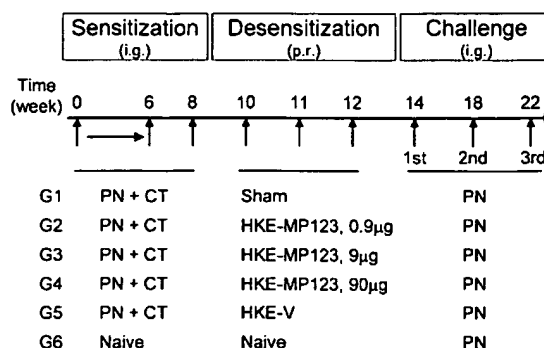 Sensitization Desensitization Challenge
(i.g.) (p.r.) (i.g.)
Time
(week)
0 6 8 10 11 12 14 18 22
1st 2nd 3rd
G1 PN + CT Sham PN
G2 PN + CT HKE-MP123, 0.9µg PN
G3 PN + CT HKE-MP123, 9µg PN
G4 PN + CT HKE-MP123, 90µg PN
G5 PN + CT HKE-V PN
G6 Naive Naive PN